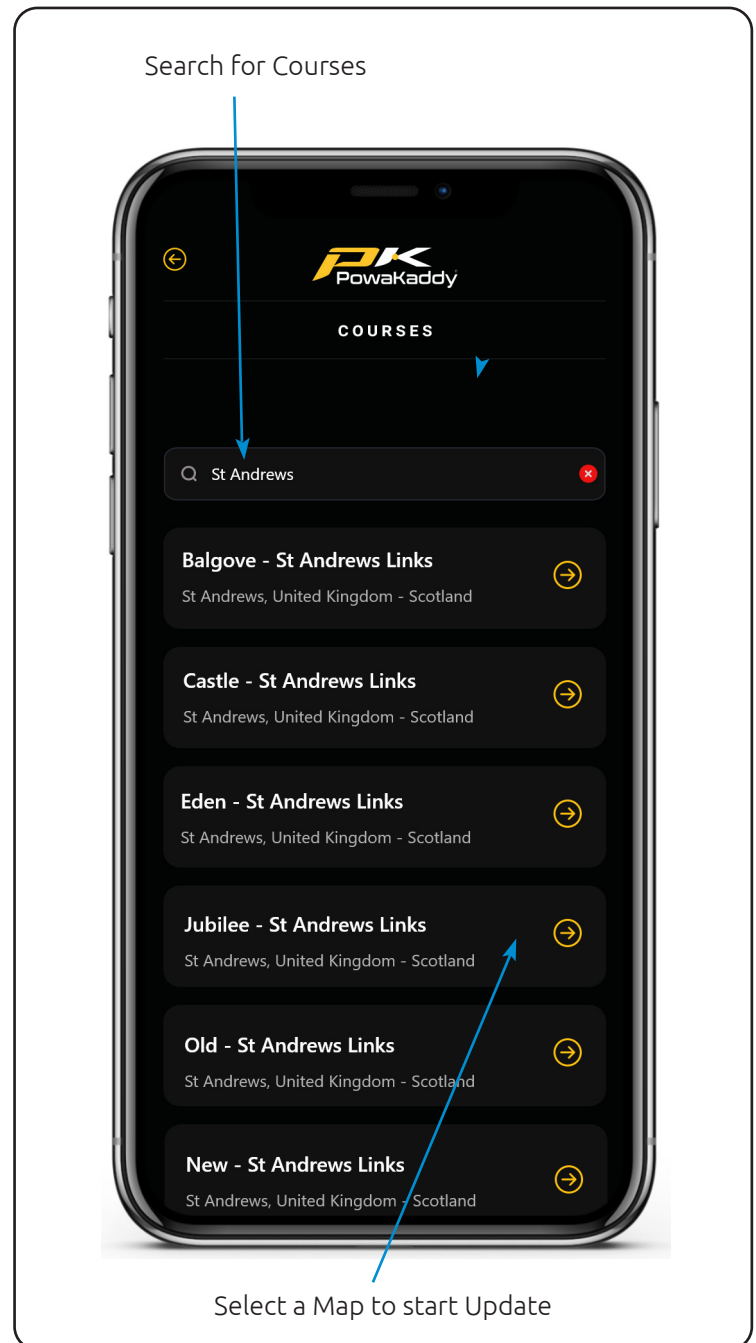 Search for Courses
PK
PowaKaddy
COURSES
St Andrews
Balgove - St Andrews Links
St Andrews, United Kingdom - Scotland
Castle - St Andrews Links
St Andrews, United Kingdom - Scotland
Eden - St Andrews Links
St Andrews, United Kingdom - Scotland
Jubilee - St Andrews Links
St Andrews, United Kingdom - Scotland
Old - St Andrews Links
St Andrews, United Kingdom - Scotland
New - St Andrews Links
St Andrews, United Kingdom - Scotland
Select a Map to start Update